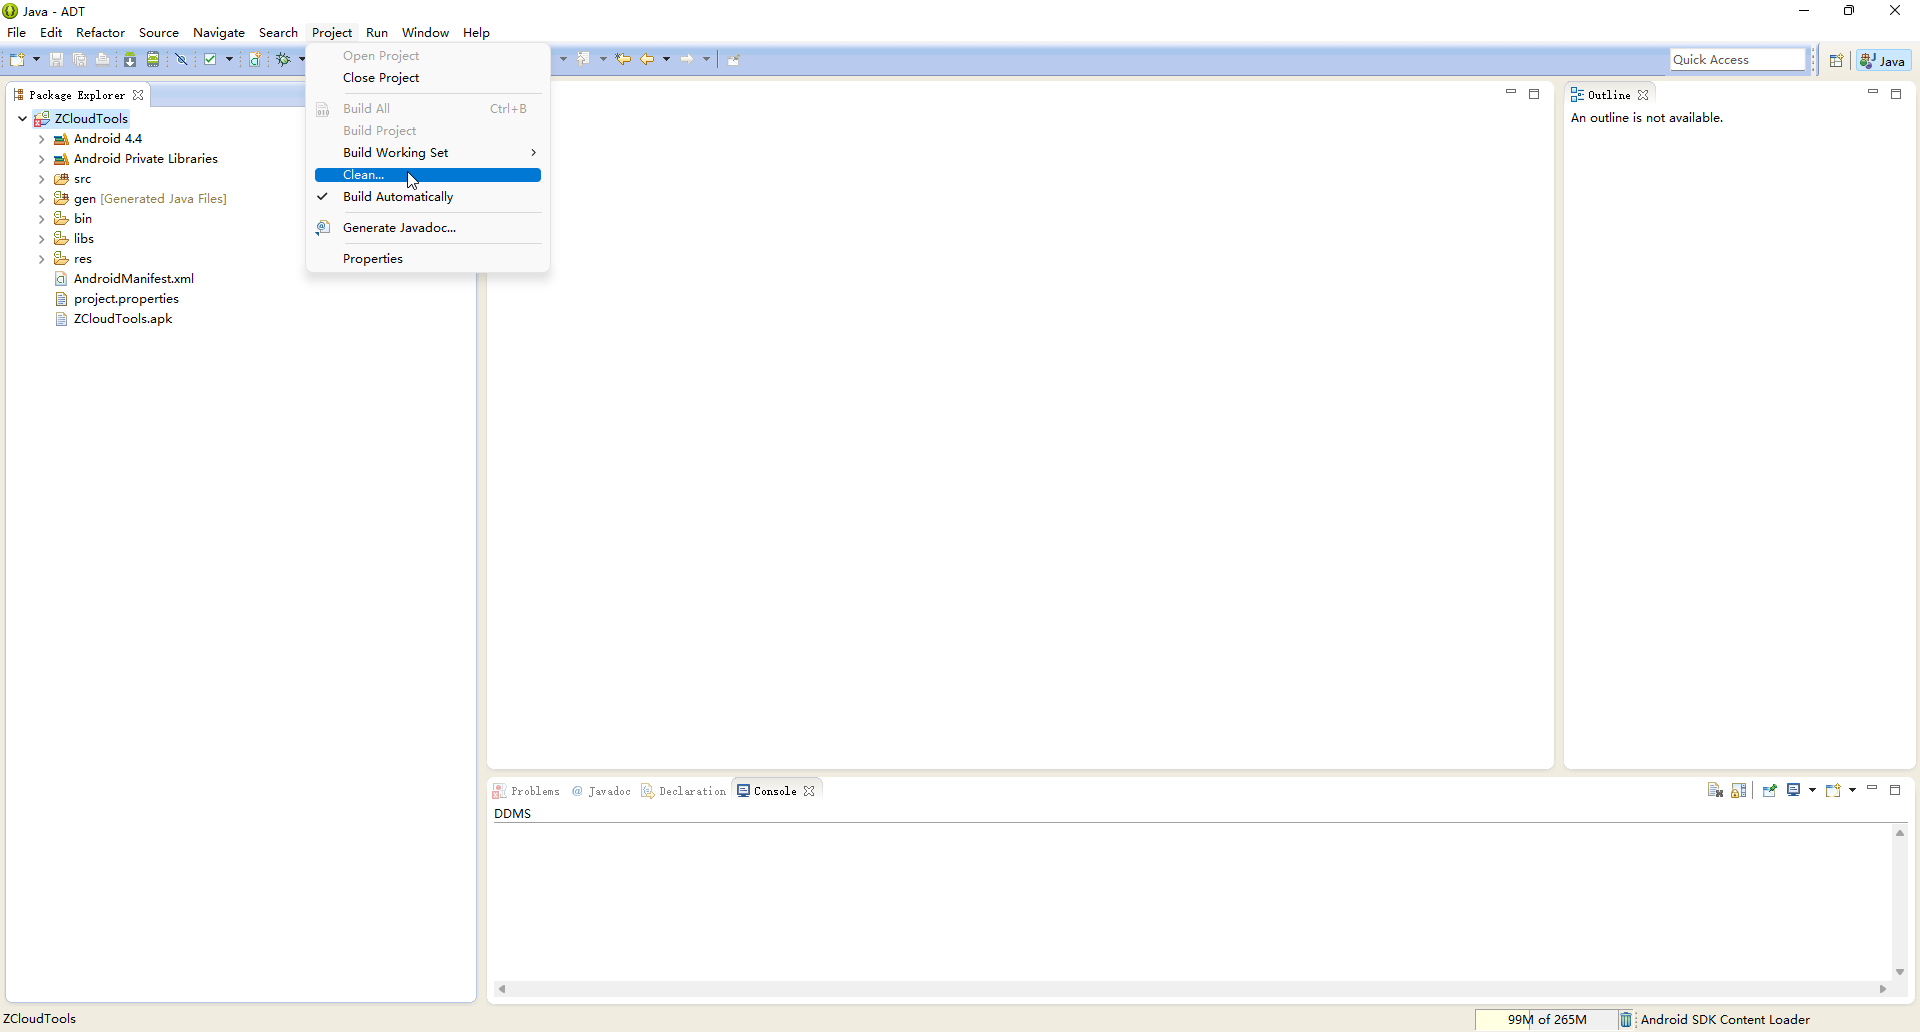 Java - ADT
File Edit Refactor Source Navigate Search Project Run Window Help
Quick Access
Java
Package Explorer
ZCloudTools
Android 4.4
Android Private Libraries
src
gen [Generated Java Files]
bin
libs
res
AndroidManifest.xml
project.properties
ZCloudTools.apk
Open Project
Close Project
Build All Ctrl+B
Build Project
Build Working Set
Clean...
Build Automatically
Generate Javadoc...
Properties
Outline
An outline is not available.
Problems @ Javadoc Declaration Console
DDMS
ZCloudTools
99M of 265M
Android SDK Content Loader